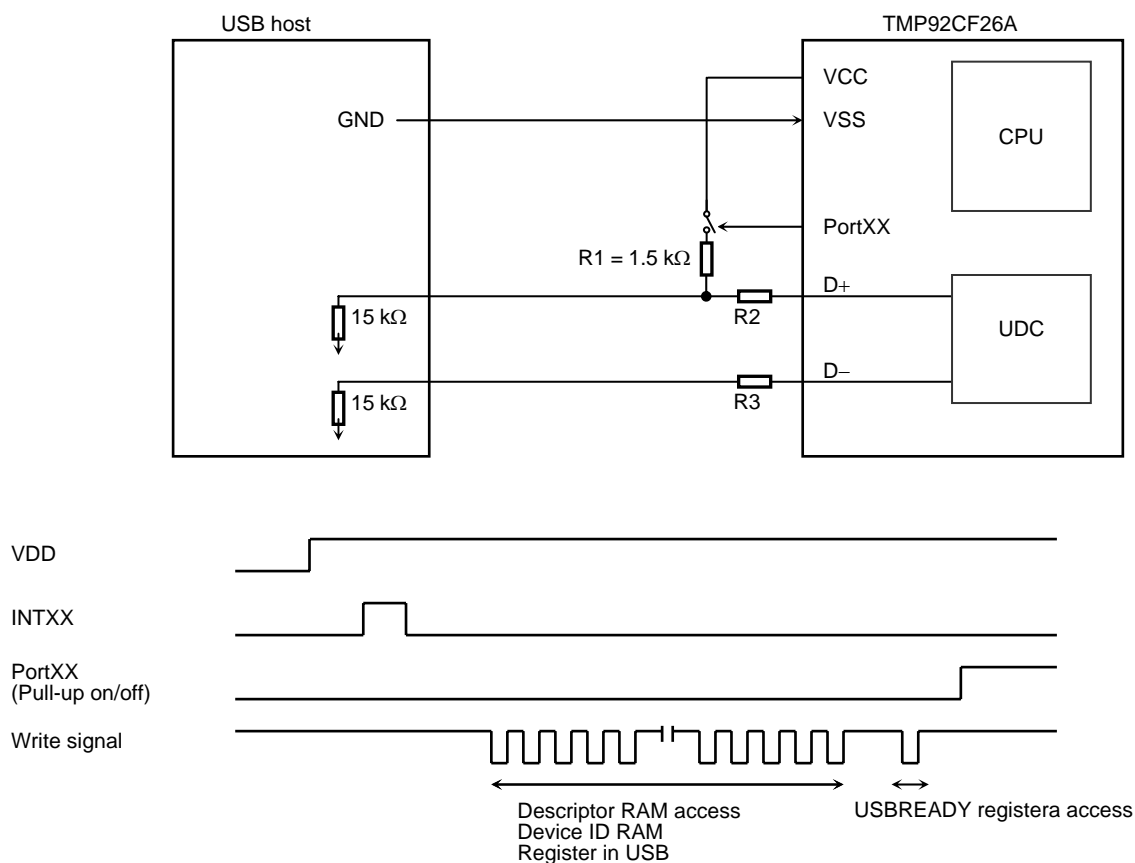 USB host
TMP92CF26A
VCC
GND
VSS
CPU
PortXX
R1 = 1.5 kΩ
D+
15 kΩ
R2
UDC
D−
15 kΩ
R3
VDD
INTXX
PortXX
(Pull-up on/off)
Write signal
Descriptor RAM access
Device ID RAM
Register in USB
USBREADY registera access